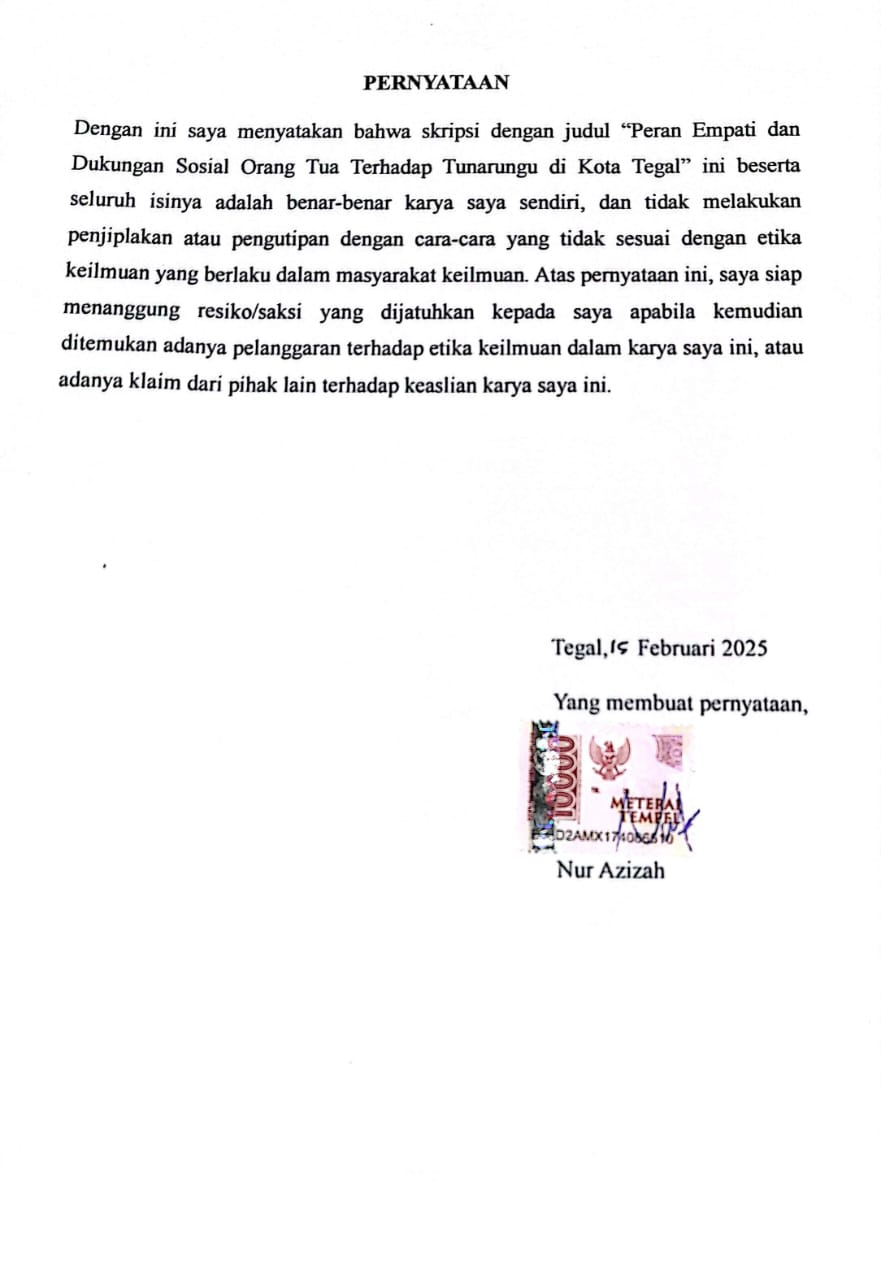 PERNYATAAN
Dengan ini saya menyatakan bahwa skripsi dengan judul “Peran Empati dan
Dukungan Sosial Orang Tua Terhadap Tunarungu di Kota Tegal” ini beserta
seluruh isinya adalah benar-benar karya saya sendiri, dan tidak melakukan
penjiplakan atau pengutipan dengan cara-cara yang tidak sesuai dengan etika
keilmuan yang berlaku dalam masyarakat keilmuan. Atas pernyataan ini, saya siap
menanggung resiko/saksi yang dijatuhkan kepada saya apabila kemudian
ditemukan adanya pelanggaran terhadap etika keilmuan dalam karya saya ini, atau
adanya klaim dari pihak lain terhadap keaslian karya saya ini.
Tegal, 15 Februari 2025
Yang membuat pernyataan,
10000
METERAI
TEMPEL
Nur Azizah